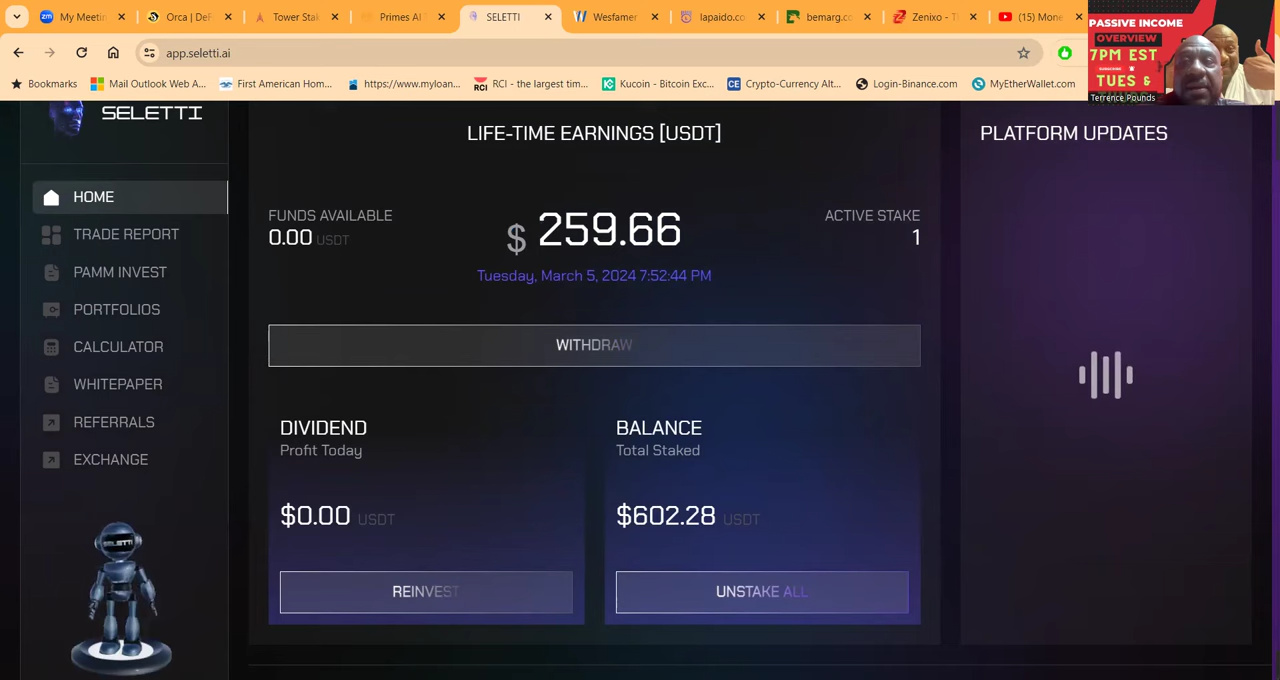 My Meetin
Orca | DeF
Tower Stak
Primes AI T
SELETTI
Wesfamer
lapaido.co
bemarg.co
Zenixo - T
(15) Mone
app.seletti.ai
Bookmarks
Mail Outlook Web A...
First American Hom...
https://www.myloan...
RCI - the largest tim...
Kucoin - Bitcoin Exc...
Crypto-Currency Alt...
Login-Binance.com
MyEtherWallet.com
PASSIVE INCOME
OVERVIEW
7PM EST
TUES &
Terrence Pounds
SELETTI
HOME
TRADE REPORT
PAMM INVEST
PORTFOLIOS
CALCULATOR
WHITEPAPER
REFERRALS
EXCHANGE
SELETTI
LIFE-TIME EARNINGS [USDT]
FUNDS AVAILABLE
0.00 USDT
$ 259.66
Tuesday, March 5, 2024 7:52:44 PM
ACTIVE STAKE
1
WITHDRAW
DIVIDEND
Profit Today
$0.00 USDT
REINVEST
BALANCE
Total Staked
$602.28 USDT
UNSTAKE ALL
PLATFORM UPDATES